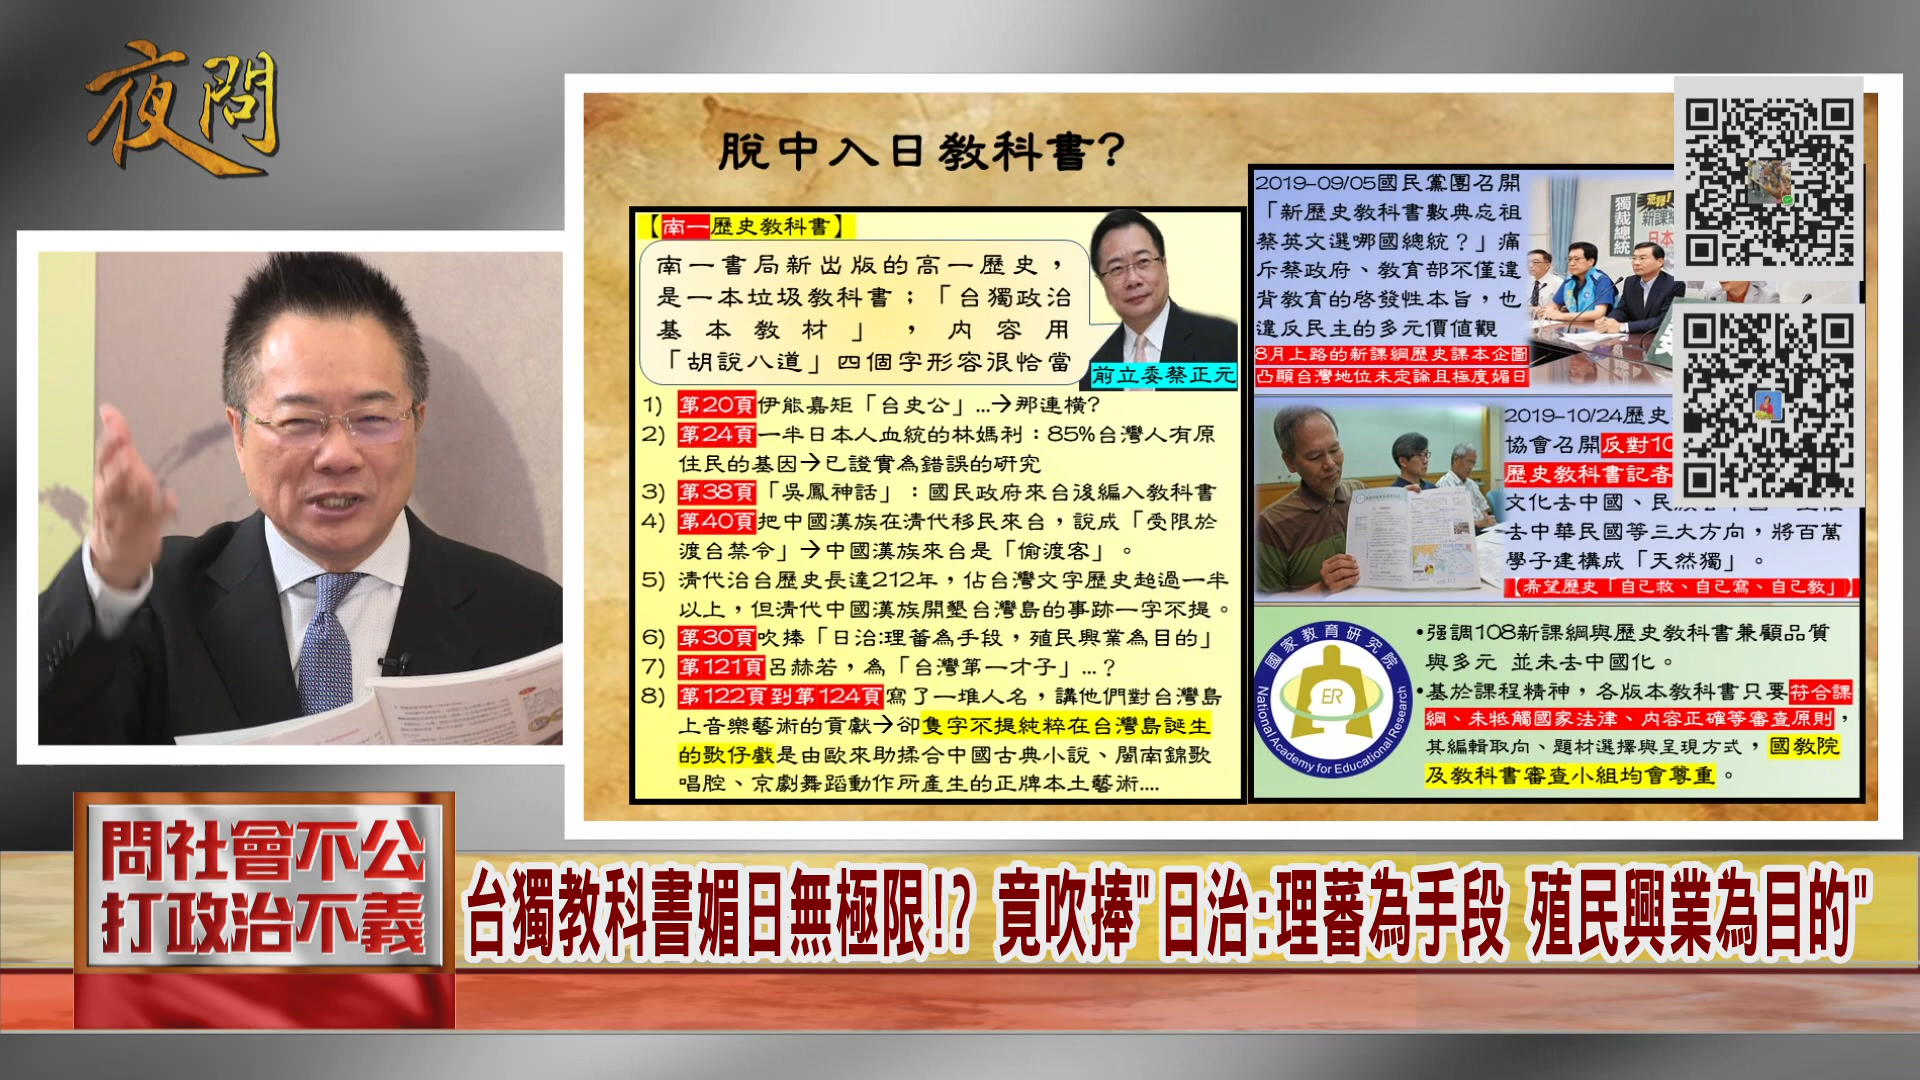 夜問
脫中入日教科書?
【南一歷史教科書】
南一書局新出版的高一歷史，
是一本垃圾教科書；「台獨政治
基本教材」，內容用
「胡說八道」四個字形容很恰當
前立委蔡正元
1) 第20頁伊能嘉矩「台史公」...→那連橫?
2) 第24頁一半日本人血統的林媽利：85%台灣人有原
住民的基因→已證實為錯誤的研究
3) 第38頁「吳鳳神話」：國民政府來台後編入教科書
4) 第40頁把中國漢族在清代移民來台，說成「受限於
渡台禁令」→中國漢族來台是「偷渡客」。
5) 清代治台歷史長達212年，佔台灣文字歷史超過一半
以上，但清代中國漢族開墾台灣島的事跡一字不提。
6) 第30頁吹捧「日治:理蕃為手段，殖民興業為目的」
7) 第121頁呂赫若，為「台灣第一才子」...？
8) 第122頁到第124頁寫了一堆人名，講他們對台灣島
上音樂藝術的貢獻→卻隻字不提純粹在台灣島誕生
的歌仔戲是由歐來助揉合中國古典小說、閩南錦歌
唱腔、京劇舞蹈動作所產生的正牌本土藝術....
2019-09/05國民黨團召開
「新歷史教科書數典忘祖
蔡英文選哪國總統？」痛
斥蔡政府、教育部不僅違
背教育的啓發性本旨，也
違反民主的多元價值觀
8月上路的新課綱歷史課本企圖
凸顯台灣地位未定論且極度媚日
獨裁總統
新課
日本
2019-10/24歷史
協會召開反對10
歷史教科書記者
文化去中國、民
去中華民國等三大方向，將百萬
學子建構成「天然獨」。
【希望歷史「自己救、自己寫、自己教」】
國家教育研究院
ER
National Academy for Educational Research
•强調108新課綱與歷史教科書兼顧品質
與多元 並未去中國化。
•基於課程精神，各版本教科書只要符合課
綱、未牴觸國家法律、內容正確等審查原則，
其編輯取向、題材選擇與呈現方式，國教院
及教科書審查小組均會尊重。
問社會不公
打政治不義
台獨教科書媚日無極限!? 竟吹捧"日治:理蕃為手段 殖民興業為目的"